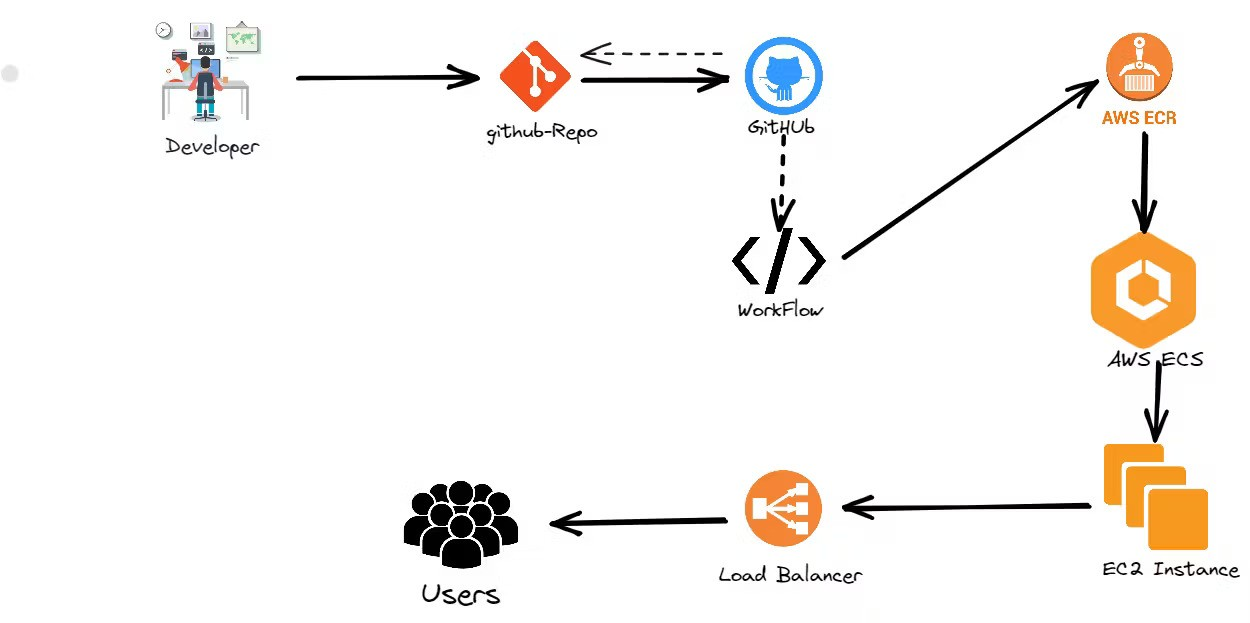 Developer
github-Repo
GitHUb
AWS ECR
WorkFlow
AWS ECS
EC2 Instance
Load Balancer
Users